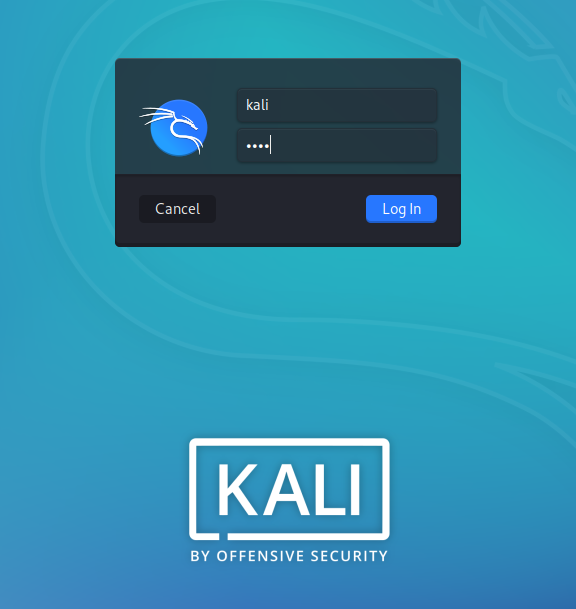 kali
••••
Cancel
Log In
KALI
BY OFFENSIVE SECURITY